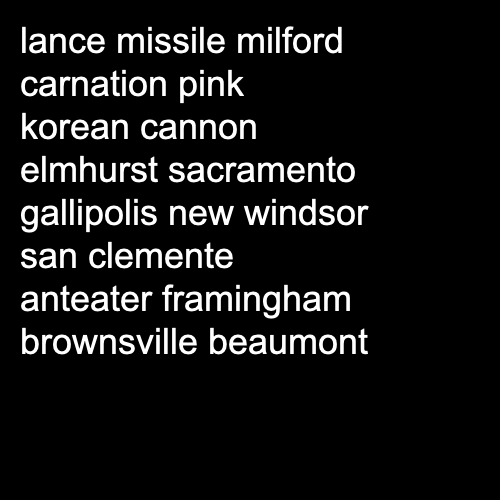 lance missile milford
carnation pink
korean cannon
elmhurst sacramento
gallipolis new windsor
san clemente
anteater framingham
brownsville beaumont